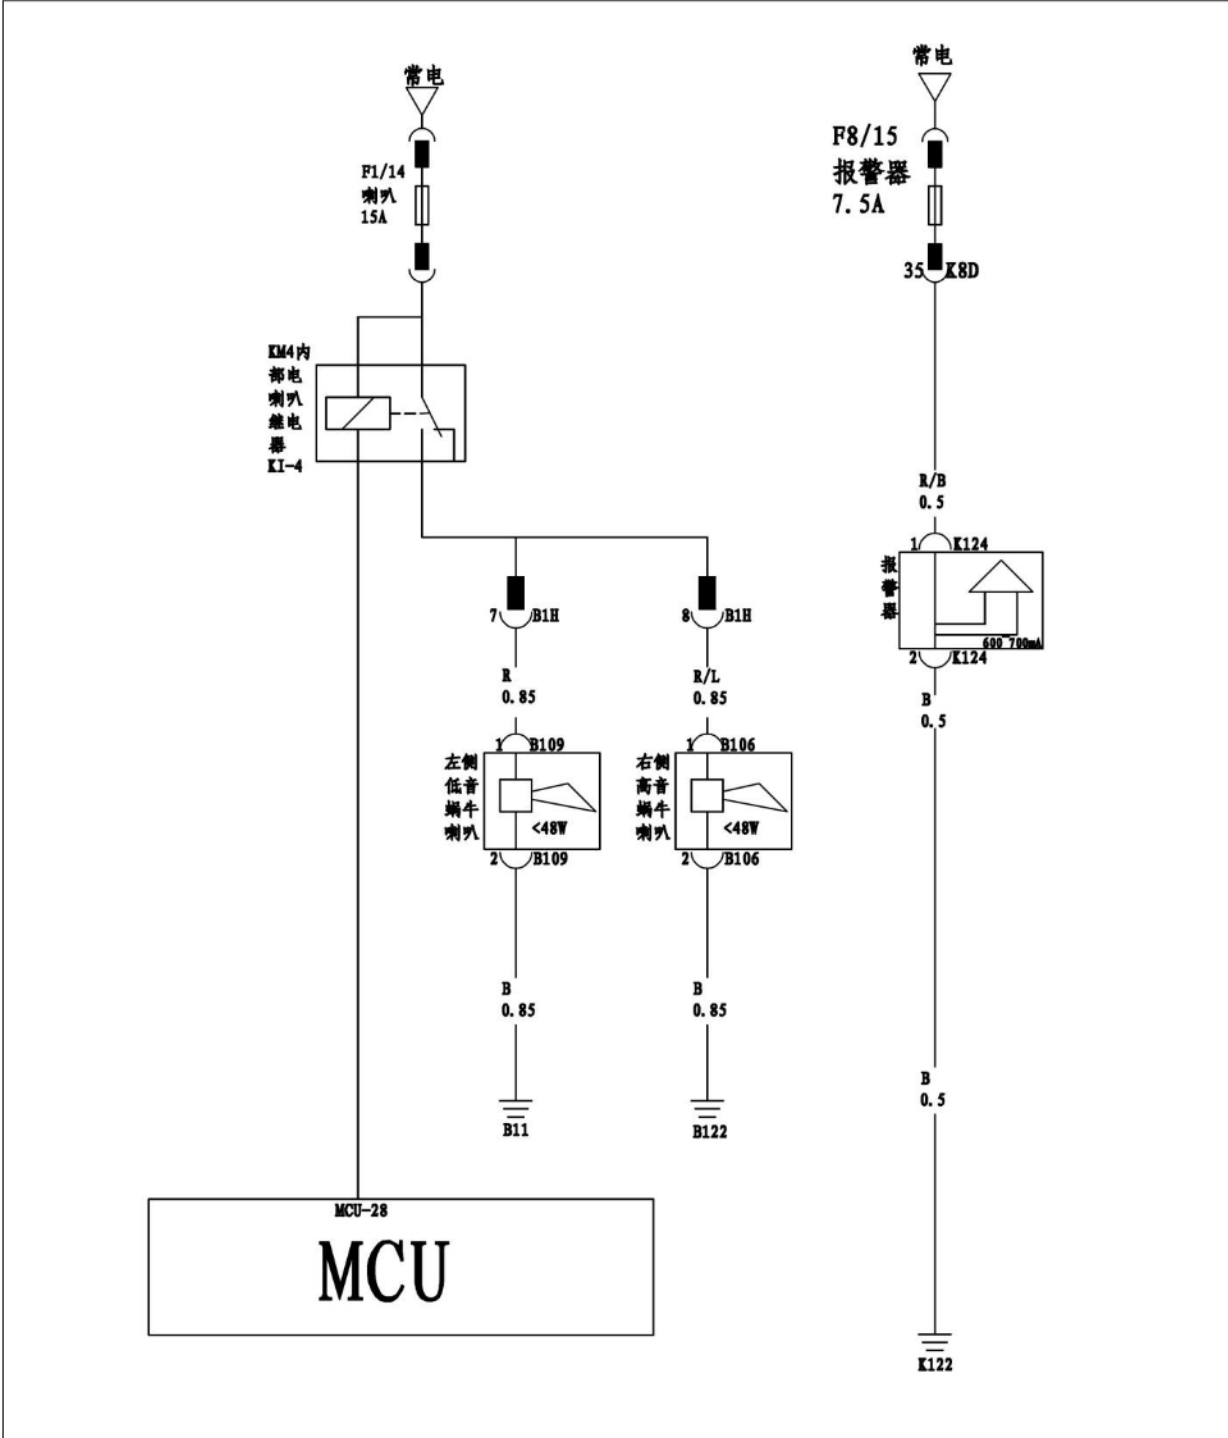 常电
F1/14
喇叭
15A
KM4内
部电
喇叭
继电
器
KI-4
7
B1H
8
B1H
R
0.85
R/L
0.85
1
B109
1
B106
左侧
低音
蜗牛
喇叭
<48W
右侧
高音
蜗牛
喇叭
<48W
2
B109
2
B106
B
0.85
B
0.85
B11
B122
MCU-28
MCU
常电
F8/15
报警器
7.5A
35
K8D
R/B
0.5
1
K124
报
警
器
600~700mA
2
K124
B
0.5
B
0.5
K122